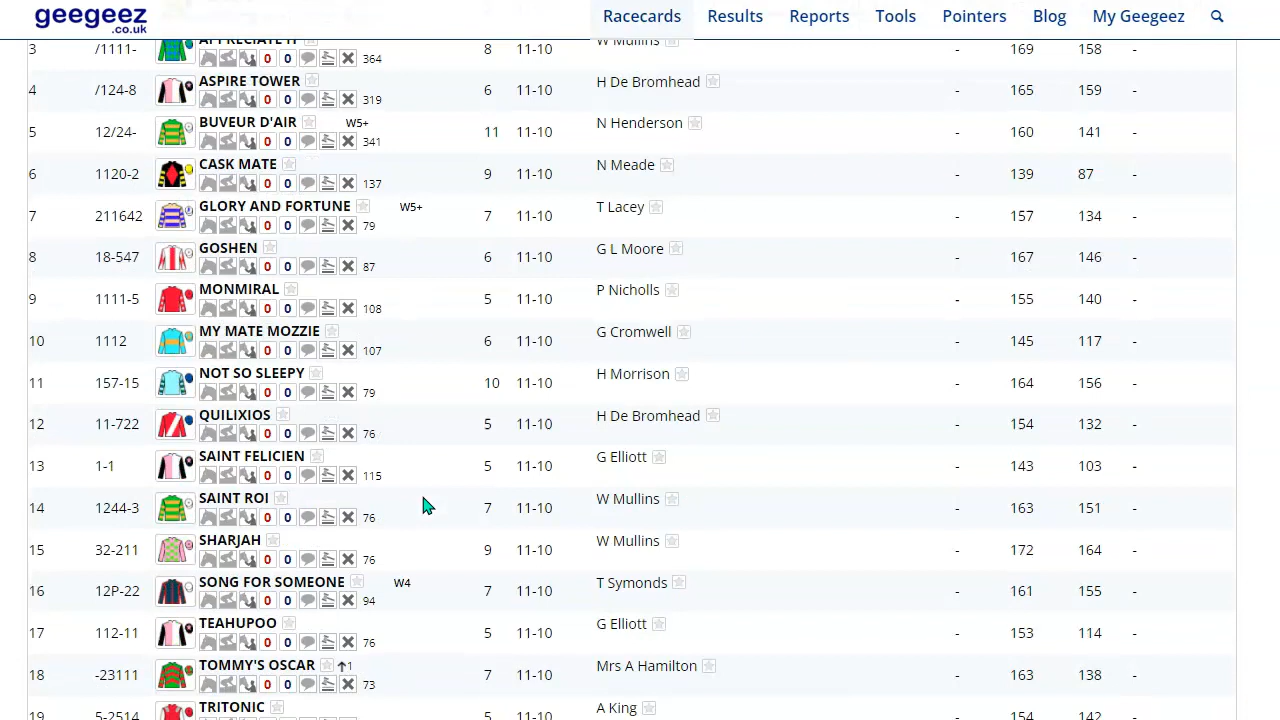 geegeez
.co.uk
Racecards Results Reports Tools Pointers Blog My Geegeez
3 /1111- APPRECIATE IT 8 11-10 W Mullins - 169 158 -
0 0 364
4 /124-8 ASPIRE TOWER 6 11-10 H De Bromhead - 165 159 -
0 0 319
5 12/24- BUVEUR D'AIR W5+ 11 11-10 N Henderson - 160 141 -
0 0 341
6 1120-2 CASK MATE 9 11-10 N Meade - 139 87 -
0 0 137
7 211642 GLORY AND FORTUNE W5+ 7 11-10 T Lacey - 157 134 -
0 0 79
8 18-547 GOSHEN 6 11-10 G L Moore - 167 146 -
0 0 87
9 1111-5 MONMIRAL 5 11-10 P Nicholls - 155 140 -
0 0 108
10 1112 MY MATE MOZZIE 6 11-10 G Cromwell - 145 117 -
0 0 107
11 157-15 NOT SO SLEEPY 10 11-10 H Morrison - 164 156 -
0 0 79
12 11-722 QUILIXIOS 5 11-10 H De Bromhead - 154 132 -
0 0 76
13 1-1 SAINT FELICIEN 5 11-10 G Elliott - 143 103 -
0 0 115
14 1244-3 SAINT ROI 7 11-10 W Mullins - 163 151 -
0 0 76
15 32-211 SHARJAH 9 11-10 W Mullins - 172 164 -
0 0 76
16 12P-22 SONG FOR SOMEONE W4 7 11-10 T Symonds - 161 155 -
0 0 94
17 112-11 TEAHUPOO 5 11-10 G Elliott - 153 114 -
0 0 76
18 -23111 TOMMY'S OSCAR 1 7 11-10 Mrs A Hamilton - 163 138 -
0 0 73
19 5-2514 TRITONIC 5 11-10 A King - 154 142 -